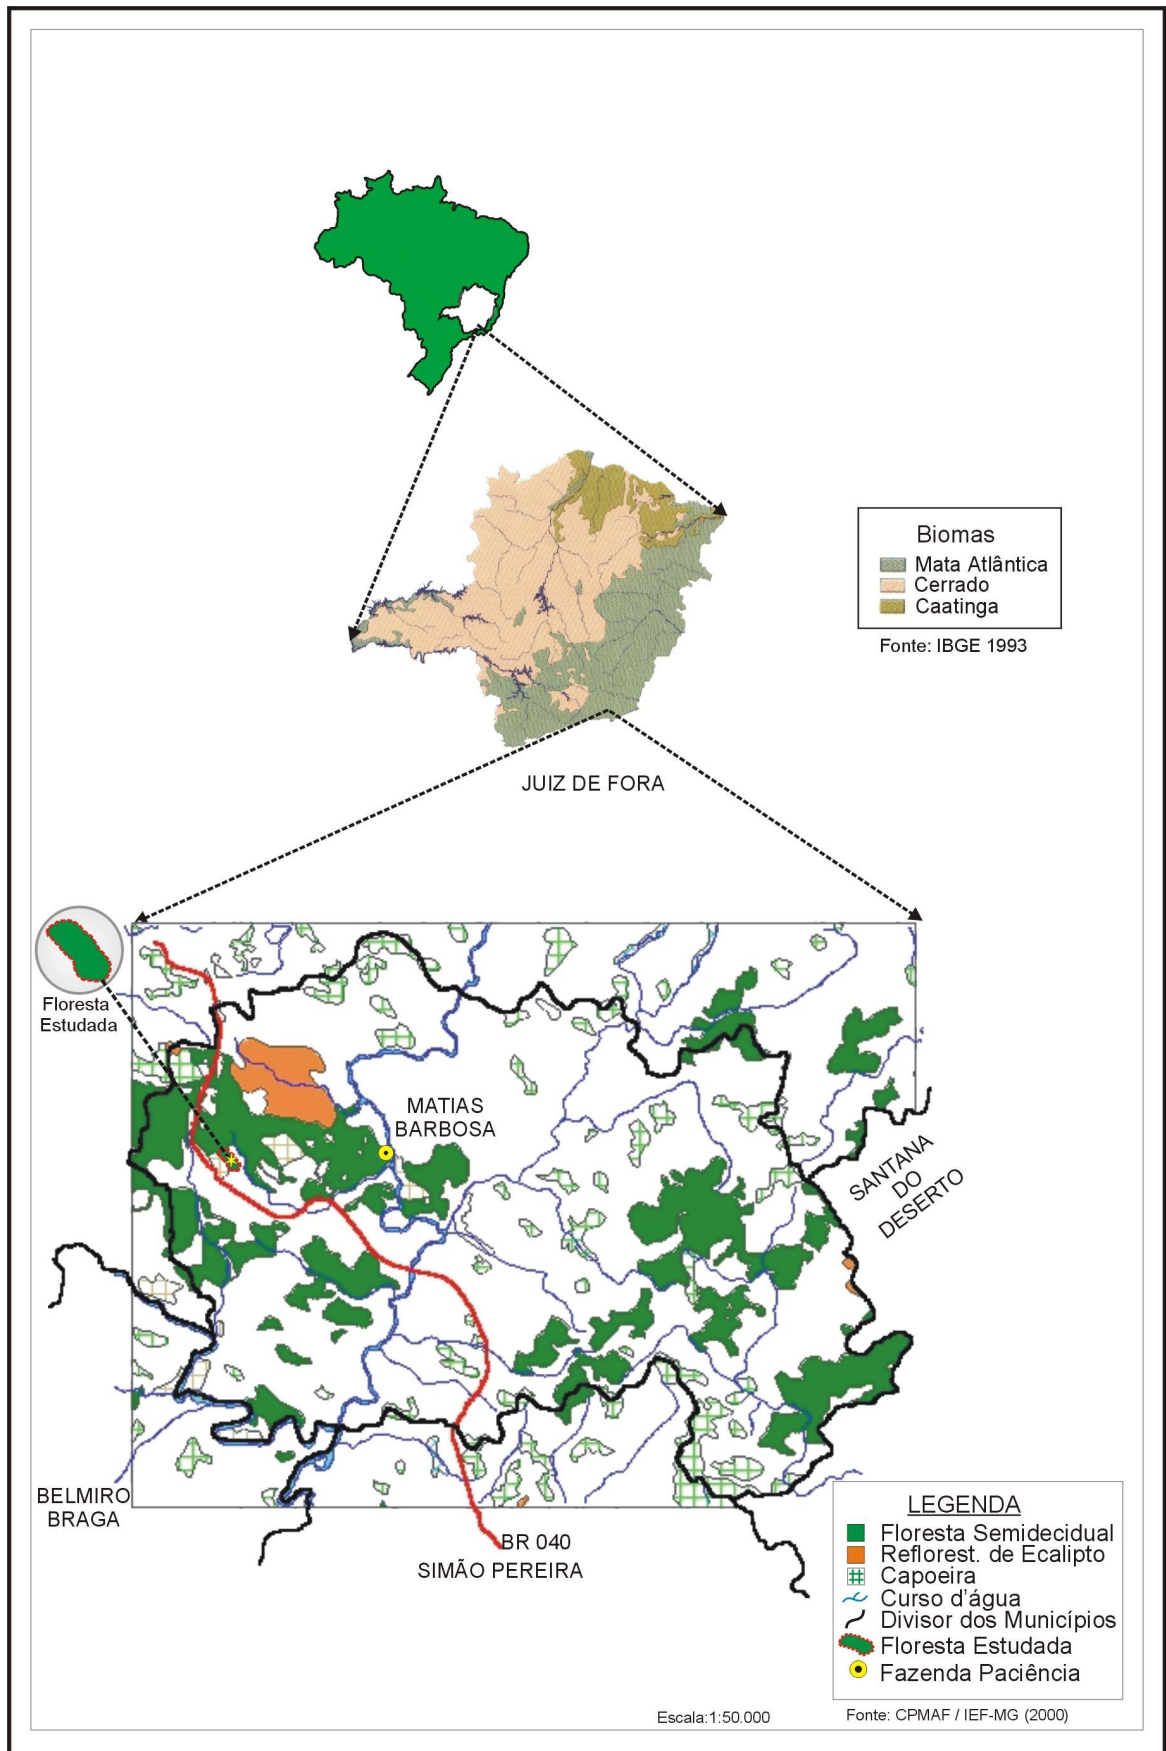 Biomas
Mata Atlântica
Cerrado
Caatinga
Fonte: IBGE 1993
JUIZ DE FORA
Floresta
Estudada
MATIAS
BARBOSA
SANTANA
DO
DESERTO
BELMIRO
BRAGA
BR 040
SIMÃO PEREIRA
LEGENDA
Floresta Semidecidual
Reflorest. de Ecalipto
Capoeira
Curso d'água
Divisor dos Municípios
Floresta Estudada
Fazenda Paciência
Escala:1:50.000
Fonte: CPMAF / IEF-MG (2000)